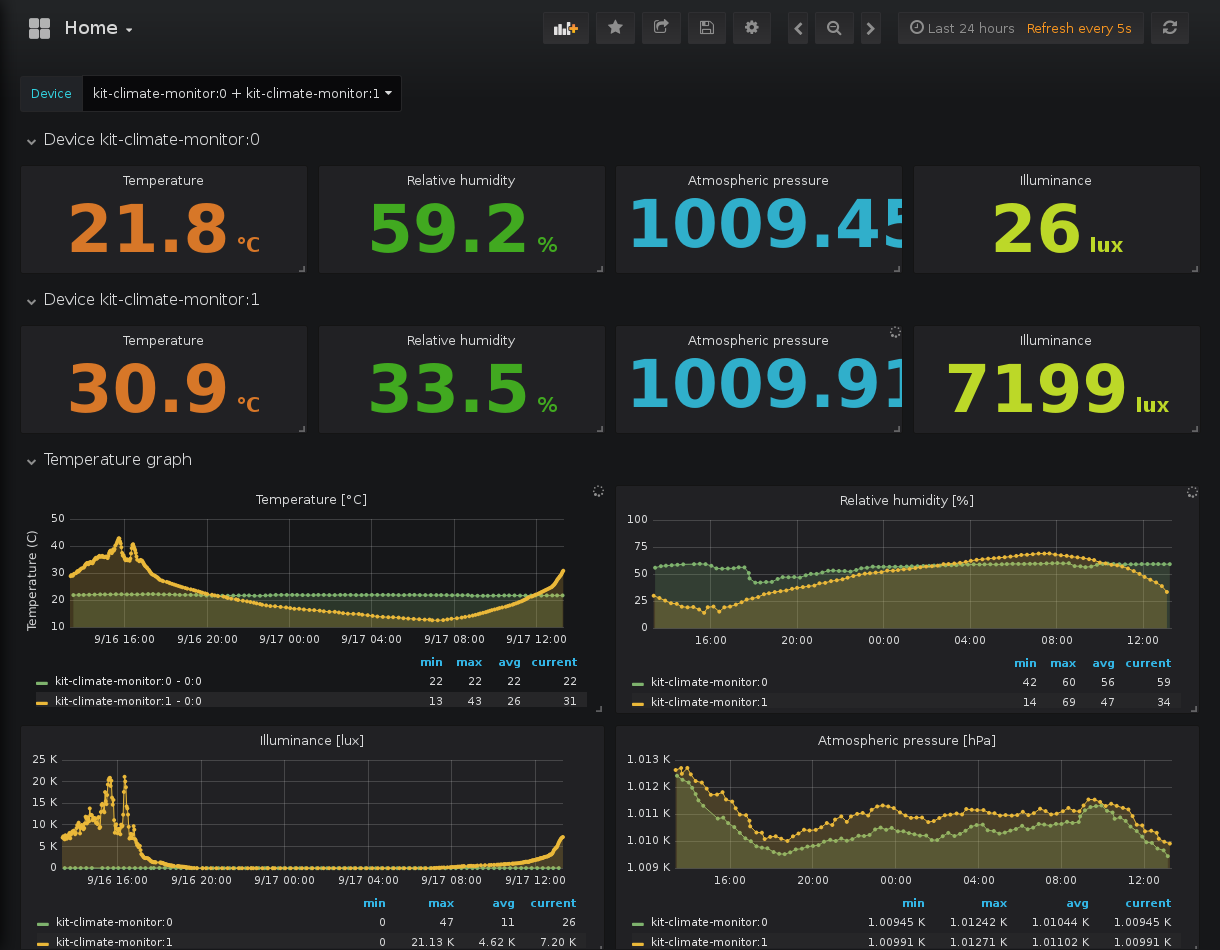 Home
Last 24 hours Refresh every 5s
Device kit-climate-monitor:0 + kit-climate-monitor:1
Device kit-climate-monitor:0
Temperature Relative humidity Atmospheric pressure Illuminance
21.8 °C 59.2 % 1009.45 26 lux
Device kit-climate-monitor:1
Temperature Relative humidity Atmospheric pressure Illuminance
30.9 °C 33.5 % 1009.91 7199 lux
Temperature graph
Temperature [°C]
Temperature (C)
50
40
30
20
10
9/16 16:00 9/16 20:00 9/17 00:00 9/17 04:00 9/17 08:00 9/17 12:00
min max avg current
kit-climate-monitor:0 - 0:0 22 22 22 22
kit-climate-monitor:1 - 0:0 13 43 26 31
Relative humidity [%]
100
75
50
25
0
16:00 20:00 00:00 04:00 08:00 12:00
min max avg current
kit-climate-monitor:0 42 60 56 59
kit-climate-monitor:1 14 69 47 34
Illuminance [lux]
25 K
20 K
15 K
10 K
5 K
0
9/16 16:00 9/16 20:00 9/17 00:00 9/17 04:00 9/17 08:00 9/17 12:00
min max avg current
kit-climate-monitor:0 0 47 11 26
kit-climate-monitor:1 0 21.13 K 4.62 K 7.20 K
Atmospheric pressure [hPa]
1.013 K
1.012 K
1.011 K
1.010 K
1.009 K
16:00 20:00 00:00 04:00 08:00 12:00
min max avg current
kit-climate-monitor:0 1.00945 K 1.01242 K 1.01044 K 1.00945 K
kit-climate-monitor:1 1.00991 K 1.01271 K 1.01102 K 1.00991 K